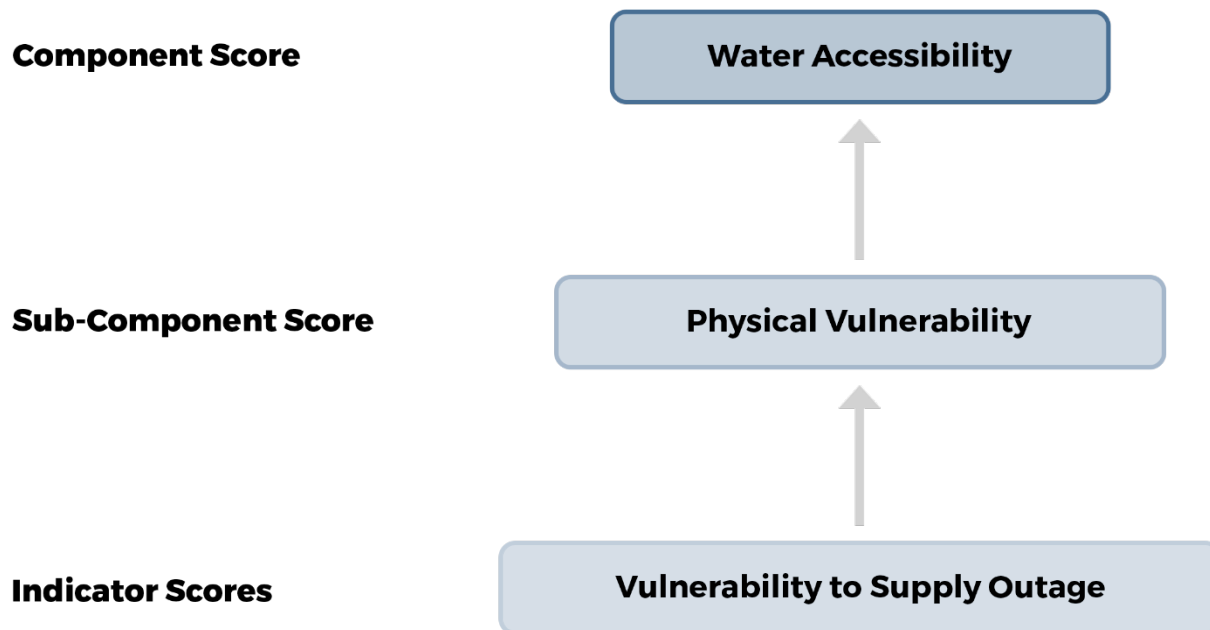 Component Score
Water Accessibility
Sub-Component Score
Physical Vulnerability
Indicator Scores
Vulnerability to Supply Outage